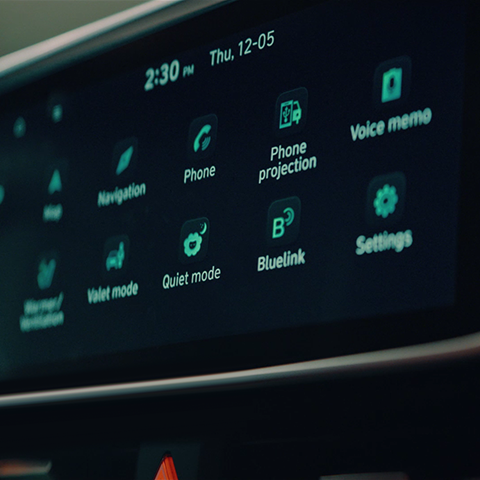 2:30 PM Thu, 12-05
Map Navigation Phone Phone projection Voice memo
Warmer/ Ventilation Valet mode Quiet mode Bluelink Settings